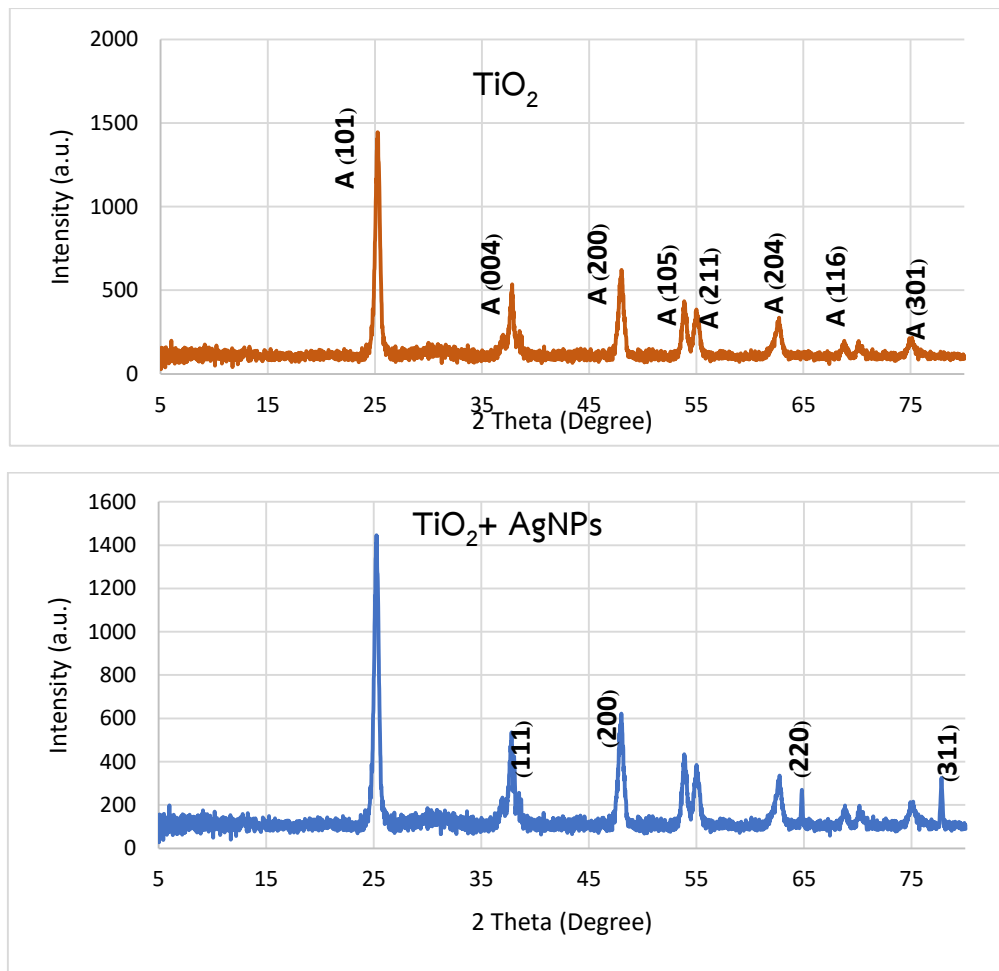 2000
1500
1000
500
0
Intensity (a.u.)
TiO₂
A (101)
A (004)
A (200)
A (105)
A (211)
A (204)
A (116)
A (301)
5 15 25 35 45 55 65 75
2 Theta (Degree)
1600
1400
1200
1000
800
600
400
200
0
Intensity (a.u.)
TiO₂+ AgNPs
(111)
(200)
(220)
(311)
5 15 25 35 45 55 65 75
2 Theta (Degree)